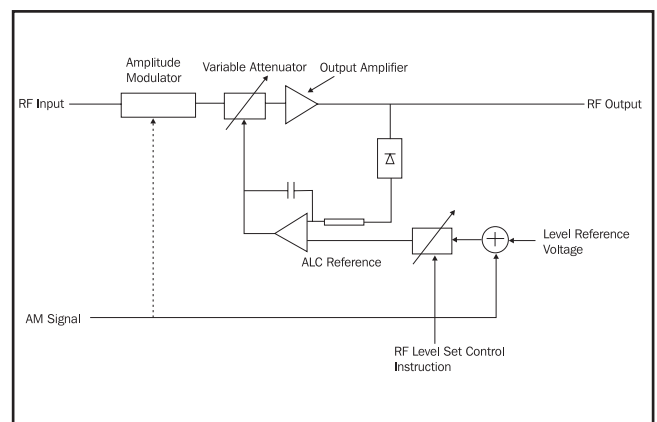 Amplitude
Modulator
Variable Attenuator
Output Amplifier
RF Input
RF Output
ALC Reference
Level Reference
Voltage
AM Signal
RF Level Set Control
Instruction